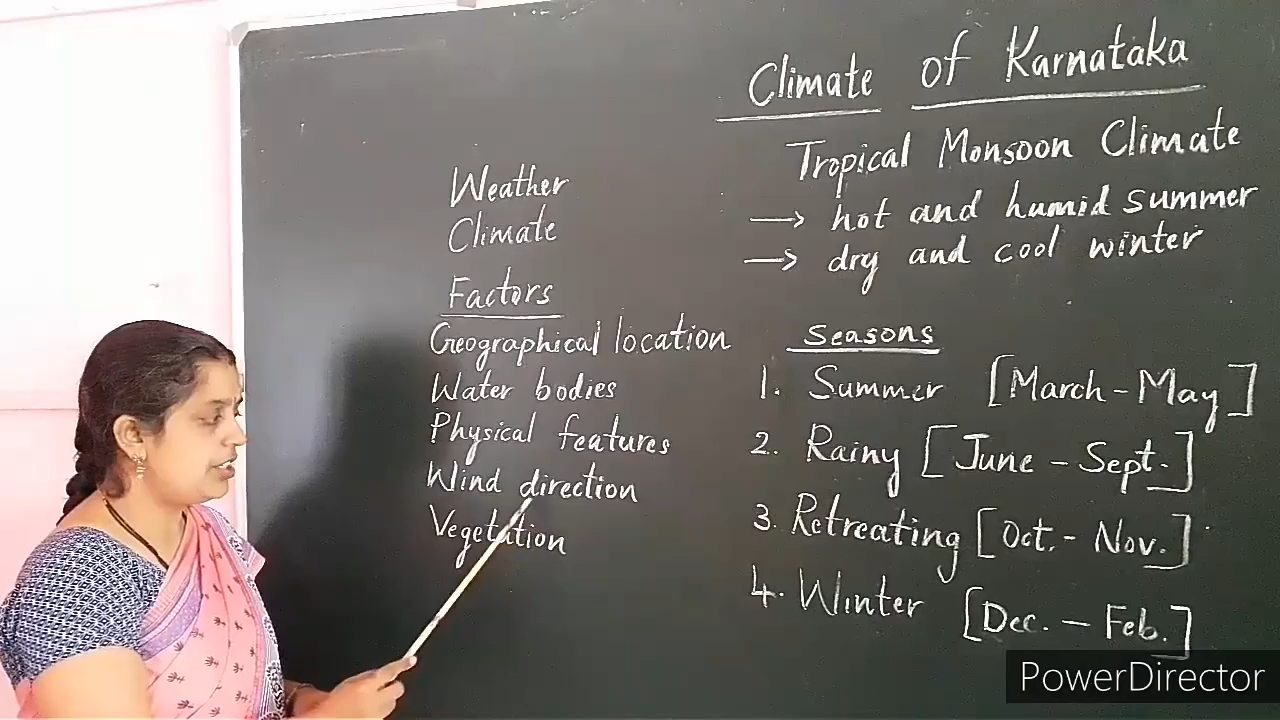 Climate of Karnataka
Tropical Monsoon Climate
→ hot and humid summer
→ dry and cool winter
Weather
Climate
Factors
Geographical location
Water bodies
Physical features
Wind direction
Vegetation
Seasons
1. Summer [March - May]
2. Rainy [June - Sept.]
3. Retreating [Oct. - Nov.]
4. Winter [Dec. - Feb.]
PowerDirector